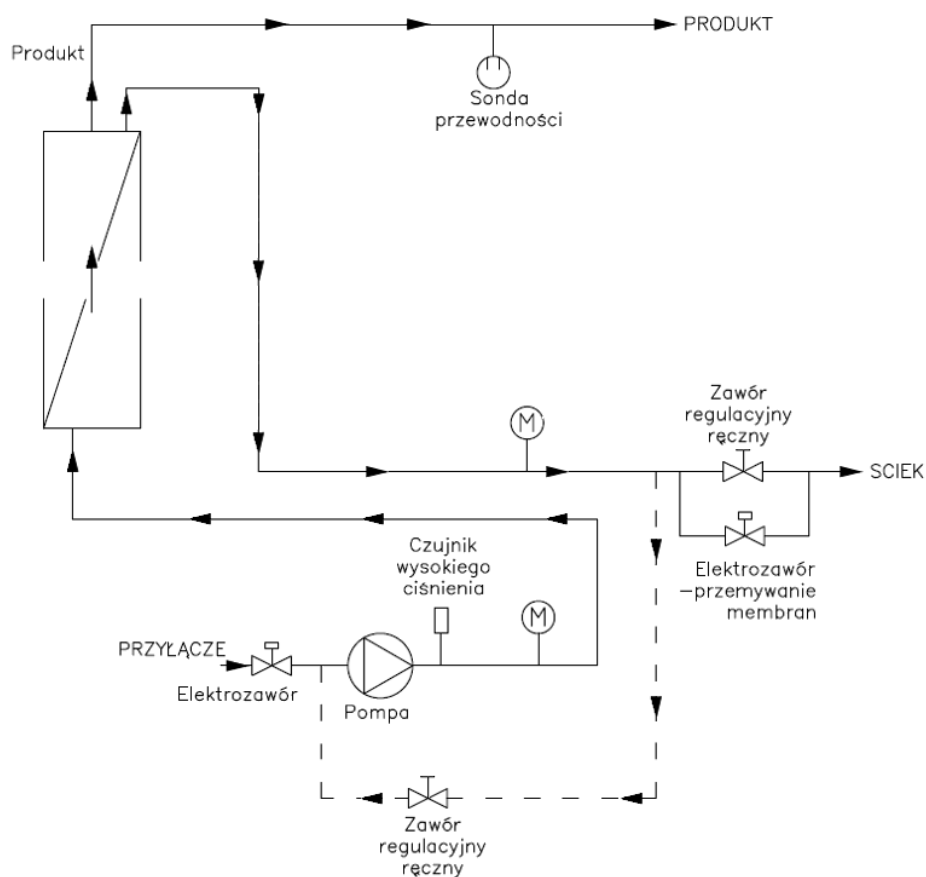 PRODUKT
Produkt
Sonda
przewodności
M
Zawór
regulacyjny
ręczny
SCIEK
Czujnik
wysokiego
ciśnienia
Elektrozawór
–przemywanie
membran
M
PRZYŁĄCZE
Elektrozawór
Pompa
Zawór
regulacyjny
ręczny